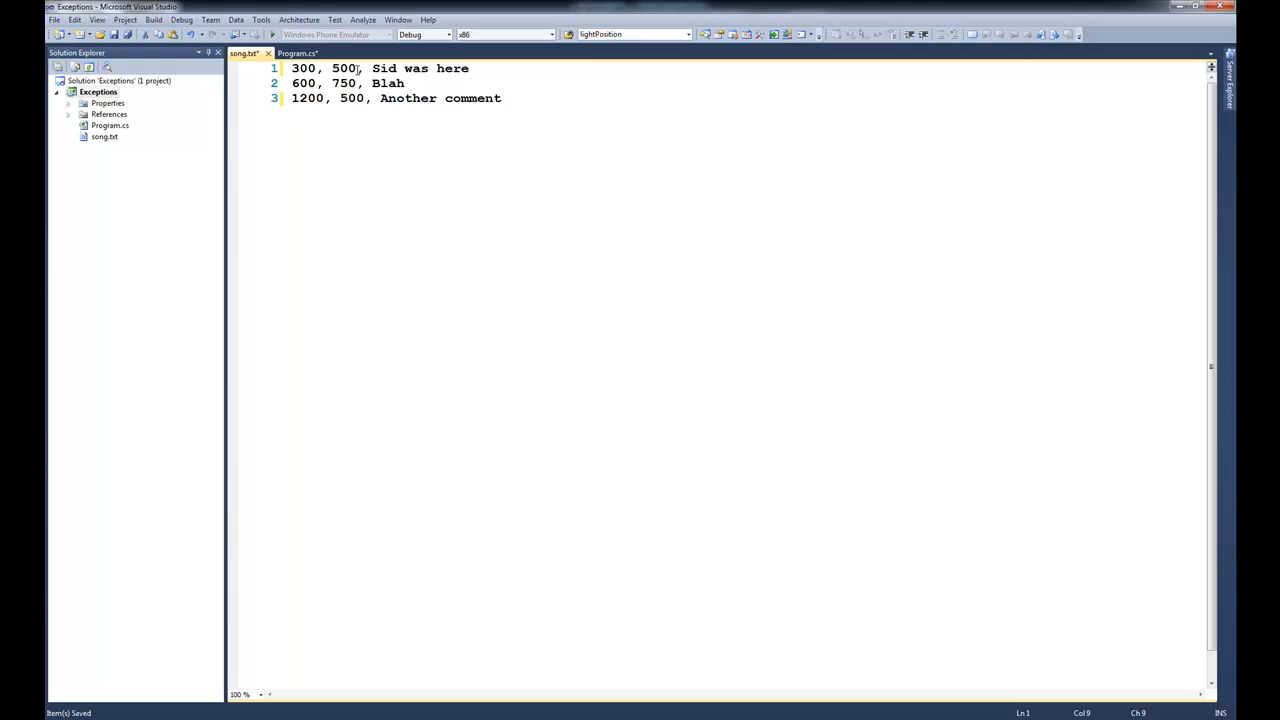 Exceptions - Microsoft Visual Studio
File Edit View Project Build Debug Team Data Tools Architecture Test Analyze Window Help
Windows Phone Emulator Debug x86 lightPosition
Solution Explorer
song.txt* Program.cs*
Solution 'Exceptions' (1 project)
Exceptions
Properties
References
Program.cs
song.txt
1 300, 500, Sid was here
2 600, 750, Blah
3 1200, 500, Another comment
Server Explorer
100 %
Item(s) Saved Ln 1 Col 9 Ch 9 INS